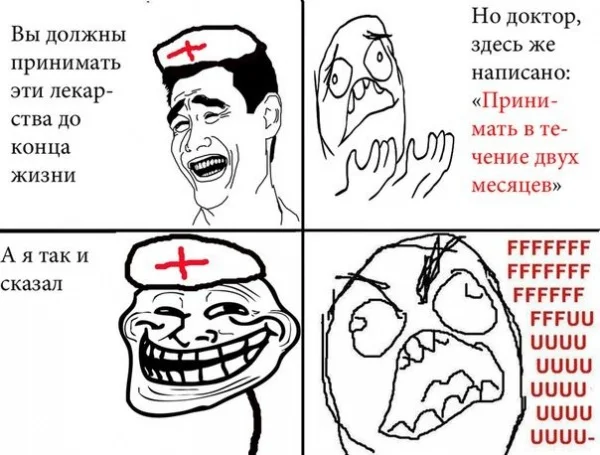 Вы должны
принимать
эти лекар-
ства до
конца
жизни
Но доктор,
здесь же
написано:
«Прини-
мать в те-
чение двух
месяцев»
А я так и
сказал
FFFFFFF
FFFFFFF
FFFFFF
FFFUU
UUUU
UUUU
UUUU
UUUU
UUUU-